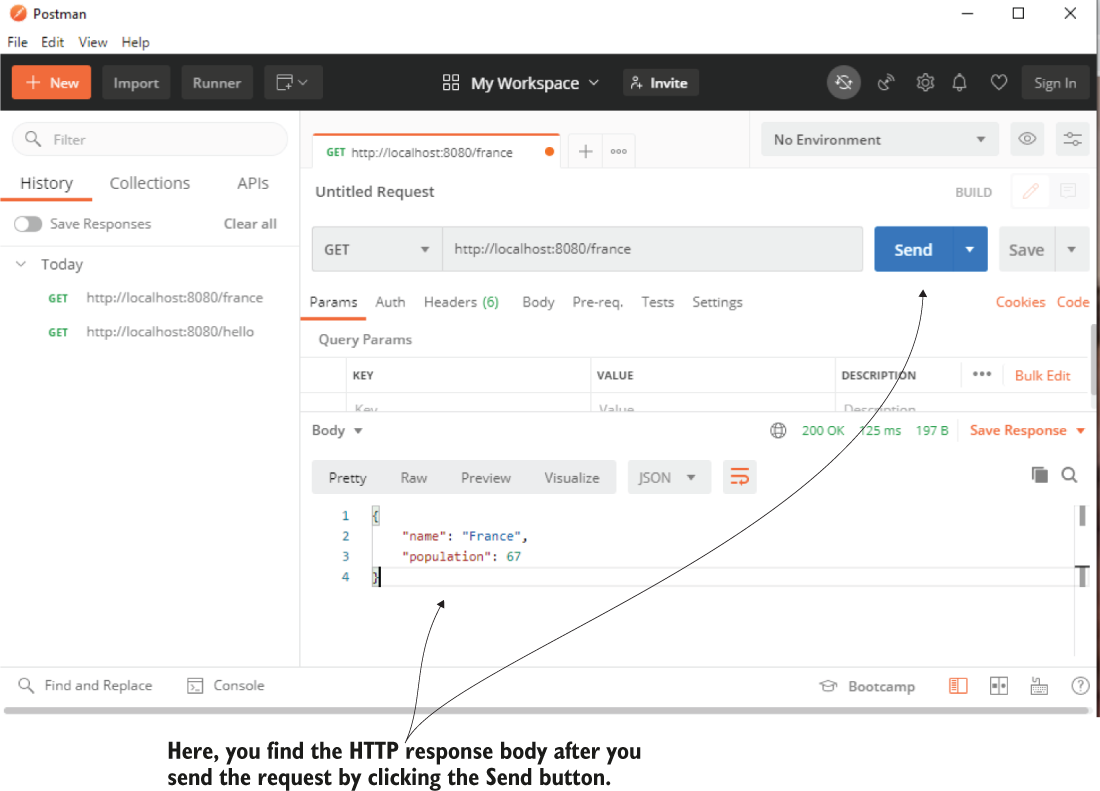 Postman
File Edit View Help
+ New Import Runner My Workspace Invite Sign In
Filter
History Collections APIs
Save Responses Clear all
Today
GET http://localhost:8080/france
GET http://localhost:8080/hello
GET http://localhost:8080/france + ooo No Environment
Untitled Request BUILD
GET http://localhost:8080/france Send Save
Params Auth Headers (6) Body Pre-req. Tests Settings Cookies Code
Query Params
KEY VALUE DESCRIPTION ••• Bulk Edit
Key Value Description
Body 200 OK 125 ms 197 B Save Response
Pretty Raw Preview Visualize JSON
1 {
2 "name": "France",
3 "population": 67
4 }
Find and Replace Console Bootcamp ?
Here, you find the HTTP response body after you
send the request by clicking the Send button.